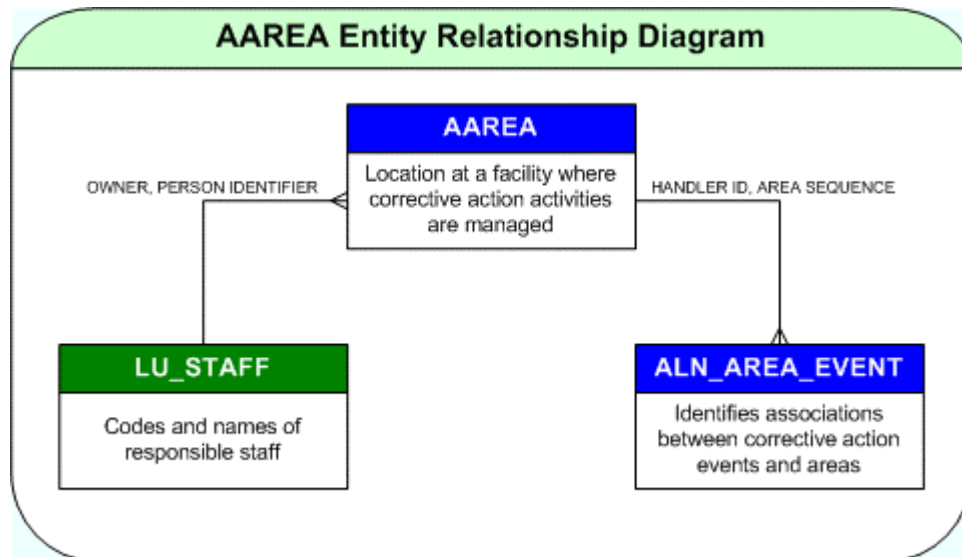 AAREA Entity Relationship Diagram
AAREA
Location at a facility where
corrective action activities
are managed
OWNER, PERSON IDENTIFIER
HANDLER ID, AREA SEQUENCE
LU_STAFF
Codes and names of
responsible staff
ALN_AREA_EVENT
Identifies associations
between corrective action
events and areas